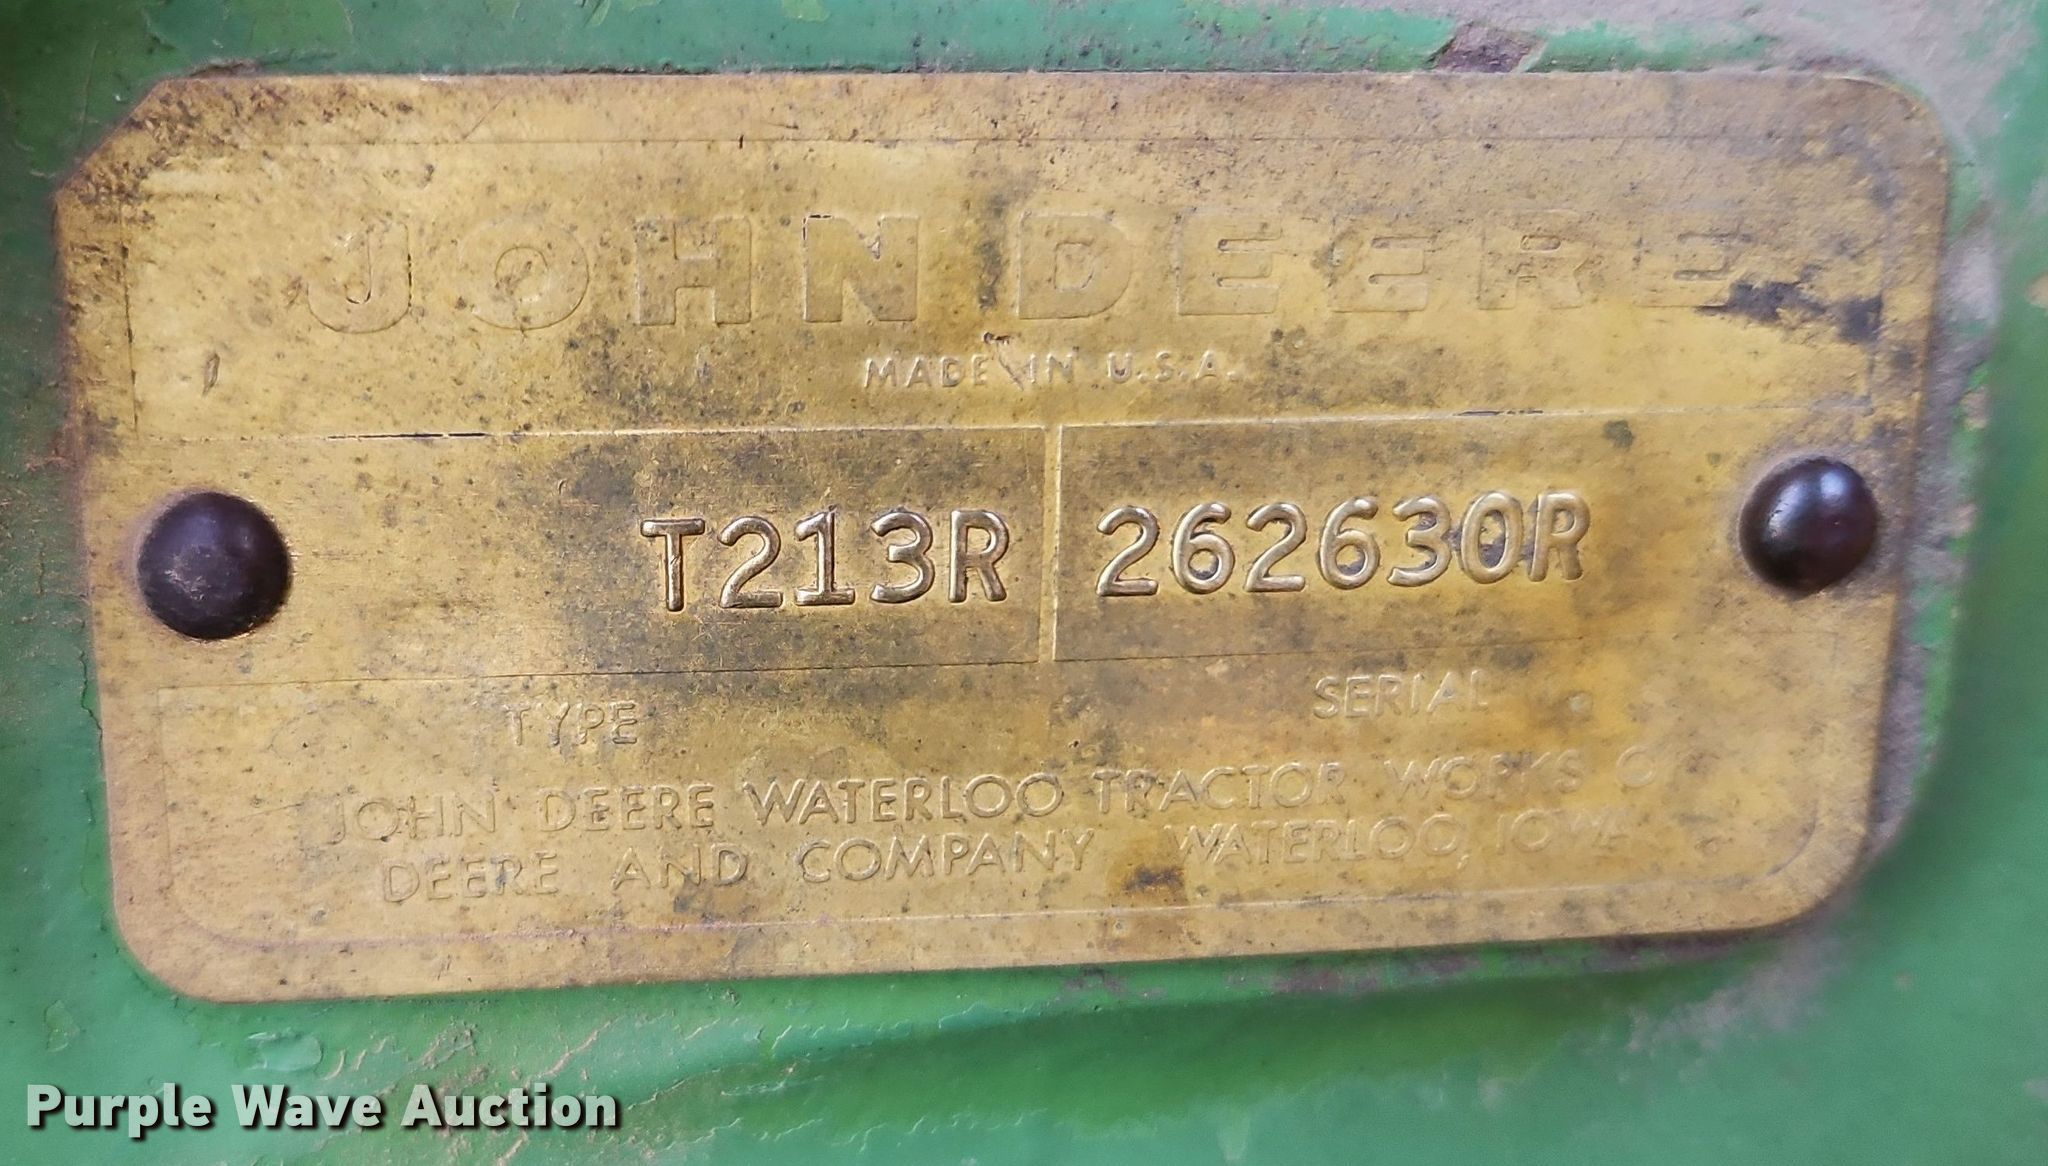 JOHN DEERE
MADE IN U.S.A.
T213R 262630R
TYPE SERIAL
JOHN DEERE WATERLOO TRACTOR WORKS O
DEERE AND COMPANY WATERLOO, IOWA
Purple Wave Auction